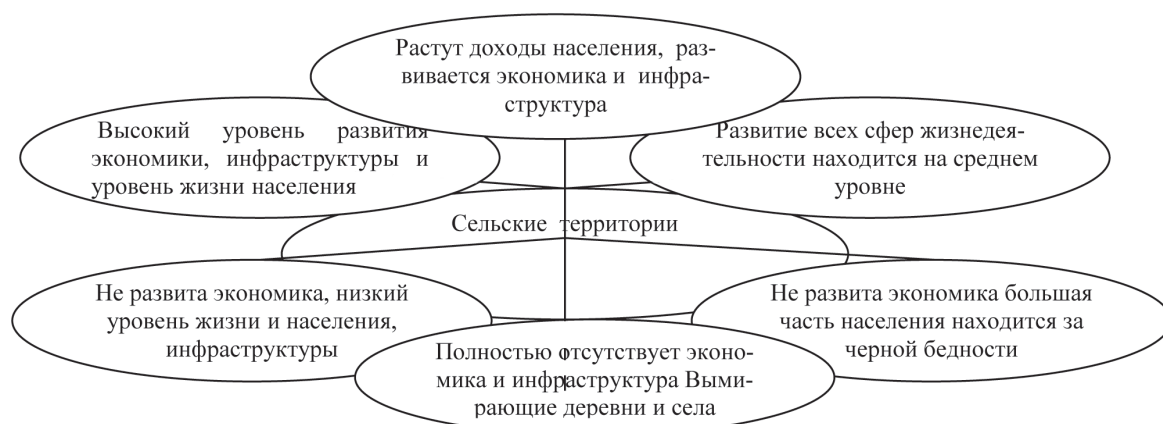 Растут доходы населения, раз-
вивается экономика и инфра-
структура
Высокий уровень развития
экономики, инфраструктуры и
уровень жизни населения
Развитие всех сфер жизнедея-
тельности находится на среднем
уровне
Сельские территории
Не развита экономика, низкий
уровень жизни и населения,
инфраструктуры
Не развита экономика большая
часть населения находится за
черной бедности
Полностью отсутствует эконо-
мика и инфраструктура Выми-
рающие деревни и села